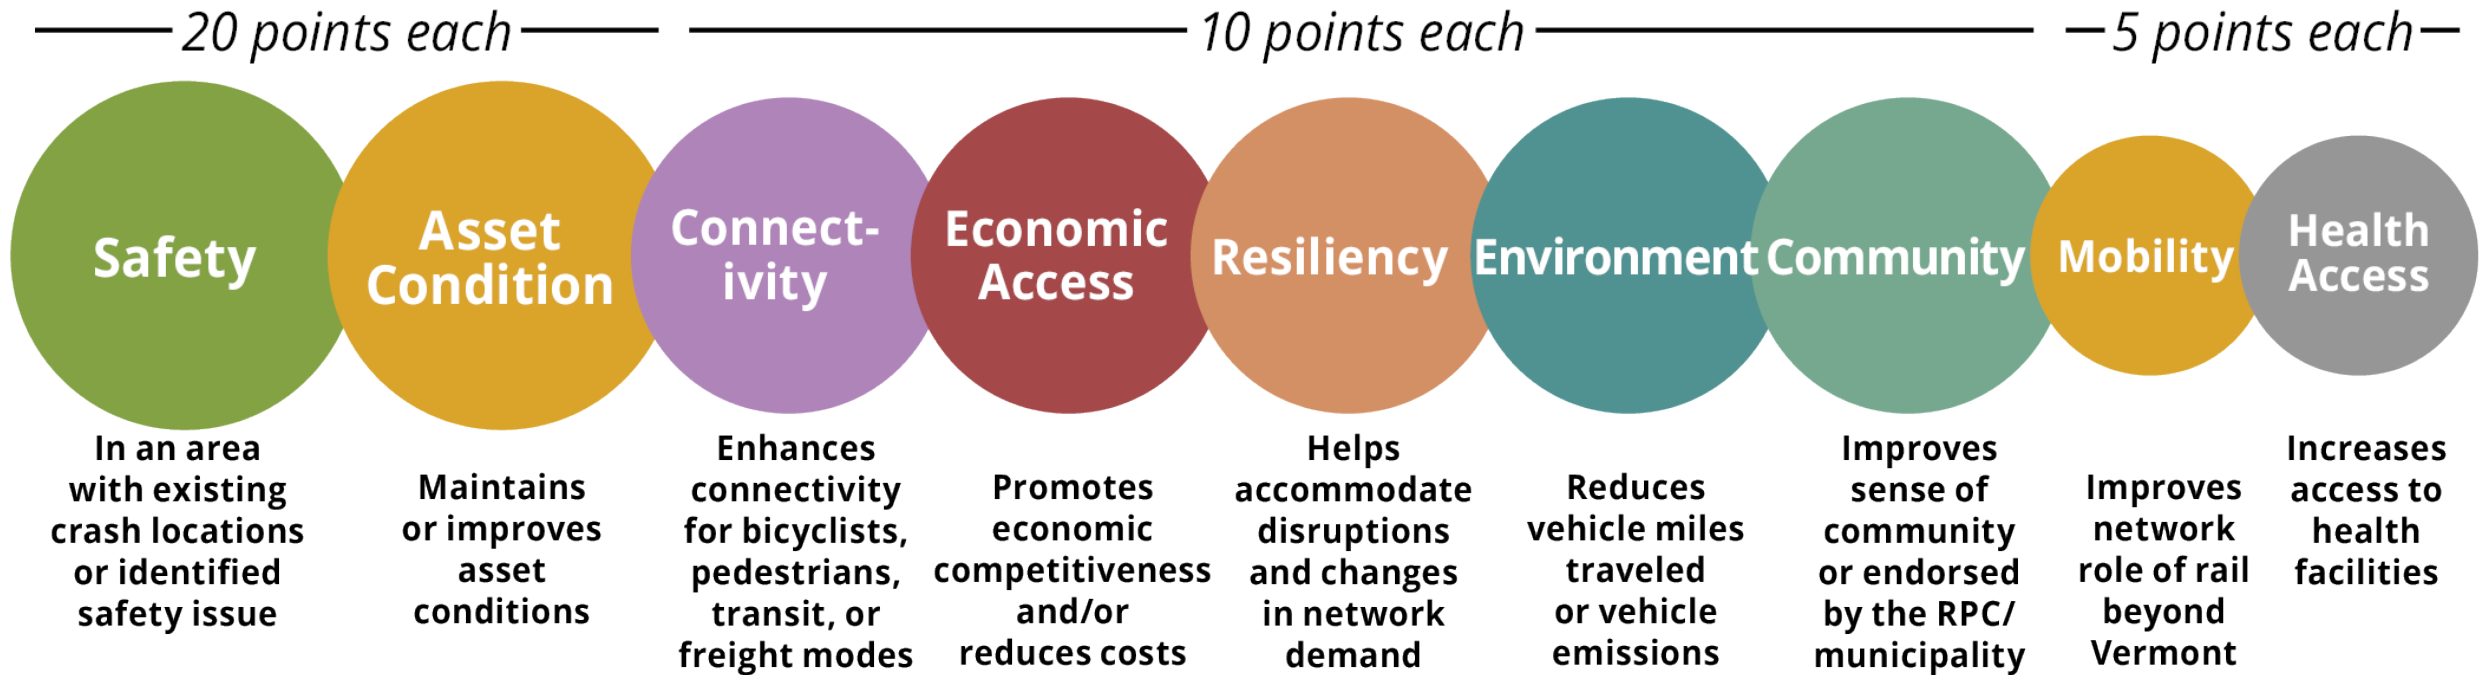 20 points each
10 points each
5 points each
Safety
Asset
Condition
Connect-
ivity
Economic
Access
Resiliency
Environment
Community
Mobility
Health
Access
In an area
with existing
crash locations
or identified
safety issue
Maintains
or improves
asset
conditions
Enhances
connectivity
for bicyclists,
pedestrians,
transit, or
freight modes
Promotes
economic
competitiveness
and/or
reduces costs
Helps
accommodate
disruptions
and changes
in network
demand
Reduces
vehicle miles
traveled
or vehicle
emissions
Improves
sense of
community
or endorsed
by the RPC/
municipality
Improves
network
role of rail
beyond
Vermont
Increases
access to
health
facilities